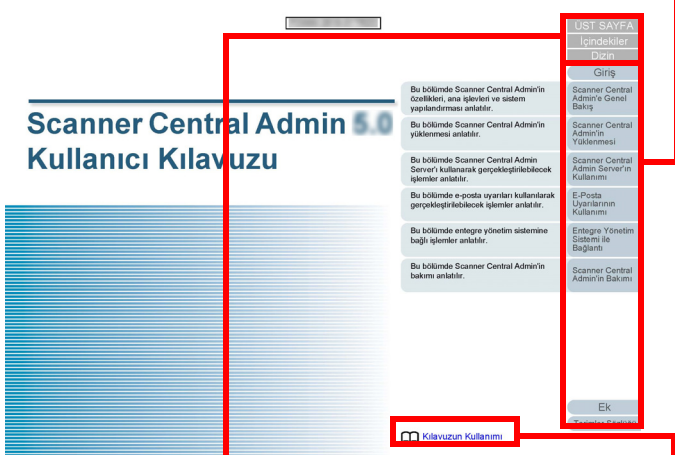 ÜST SAYFA
İçindekiler
Dizin
Giriş
Scanner Central Admin
Kullanıcı Kılavuzu
Bu bölümde Scanner Central Admin'in
özellikleri, ana işlevleri ve sistem
yapılandırması anlatılır.
Scanner Central
Admin'e Genel
Bakış
Bu bölümde Scanner Central Admin'in
yüklenmesi anlatılır.
Scanner Central
Admin'in
Yüklenmesi
Bu bölümde Scanner Central Admin
Server'ı kullanarak gerçekleştirilebilecek
işlemler anlatılır.
Scanner Central
Admin Server'ın
Kullanımı
Bu bölümde e-posta uyarıları kullanılarak
gerçekleştirilebilecek işlemler anlatılır.
E-Posta
Uyarılarının
Kullanımı
Bu bölümde entegre yönetim sistemine
bağlı işlemler anlatılır.
Entegre Yönetim
Sistemi ile
Bağlantı
Bu bölümde Scanner Central Admin'in
bakımı anlatılır.
Scanner Central
Admin'in Bakımı
Ek
Kılavuzun Kullanımı